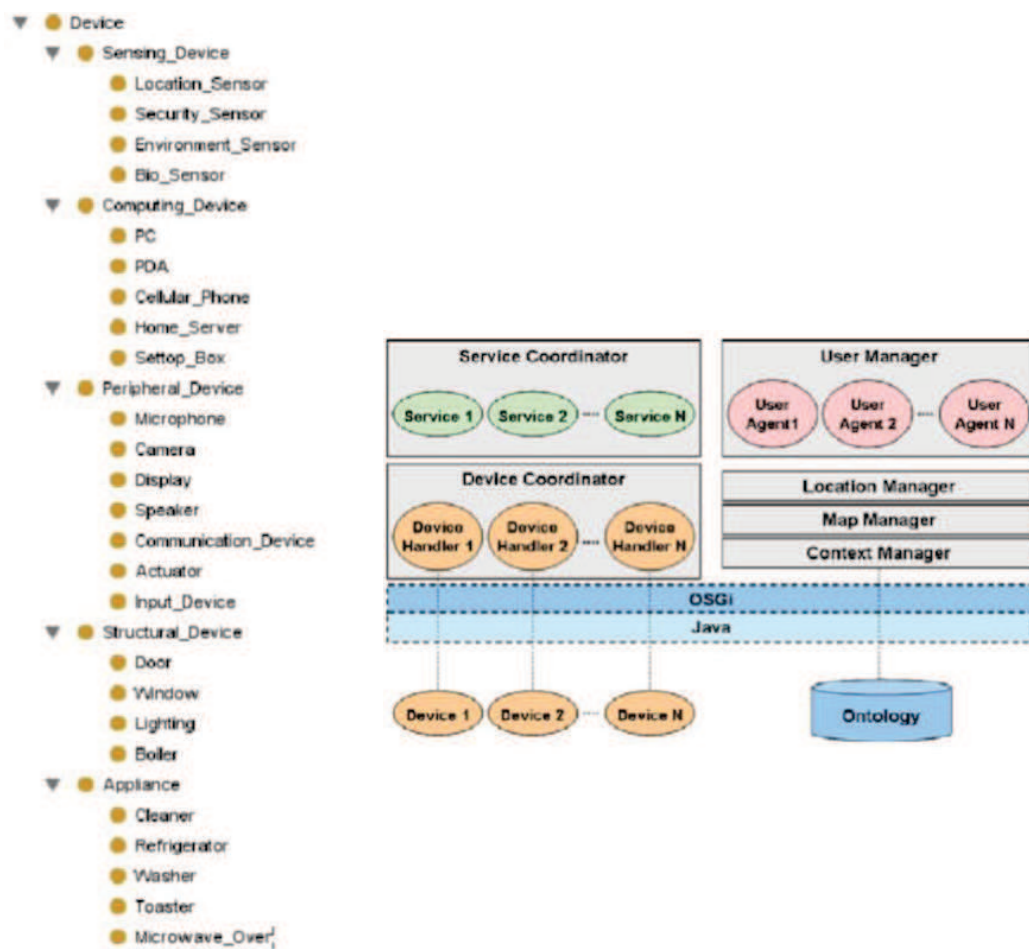 Device
Sensing_Device
Location_Sensor
Security_Sensor
Environment_Sensor
Bio_Sensor
Computing_Device
PC
PDA
Cellular_Phone
Home_Server
Settop_Box
Peripheral_Device
Microphone
Camera
Display
Speaker
Communication_Device
Actuator
Input_Device
Structural_Device
Door
Window
Lighting
Boiler
Appliance
Cleaner
Refrigerator
Washer
Toaster
Microwave_Over
Service Coordinator
Service 1 Service 2 ---- Service N
Device Coordinator
Device Device Device
Handler 1 Handler 2 ---- Handler N
User Manager
User User User
Agent1 Agent 2 ---- Agent N
Location Manager
Map Manager
Context Manager
OSGi
Java
Device 1 Device 2 ---- Device N
Ontology